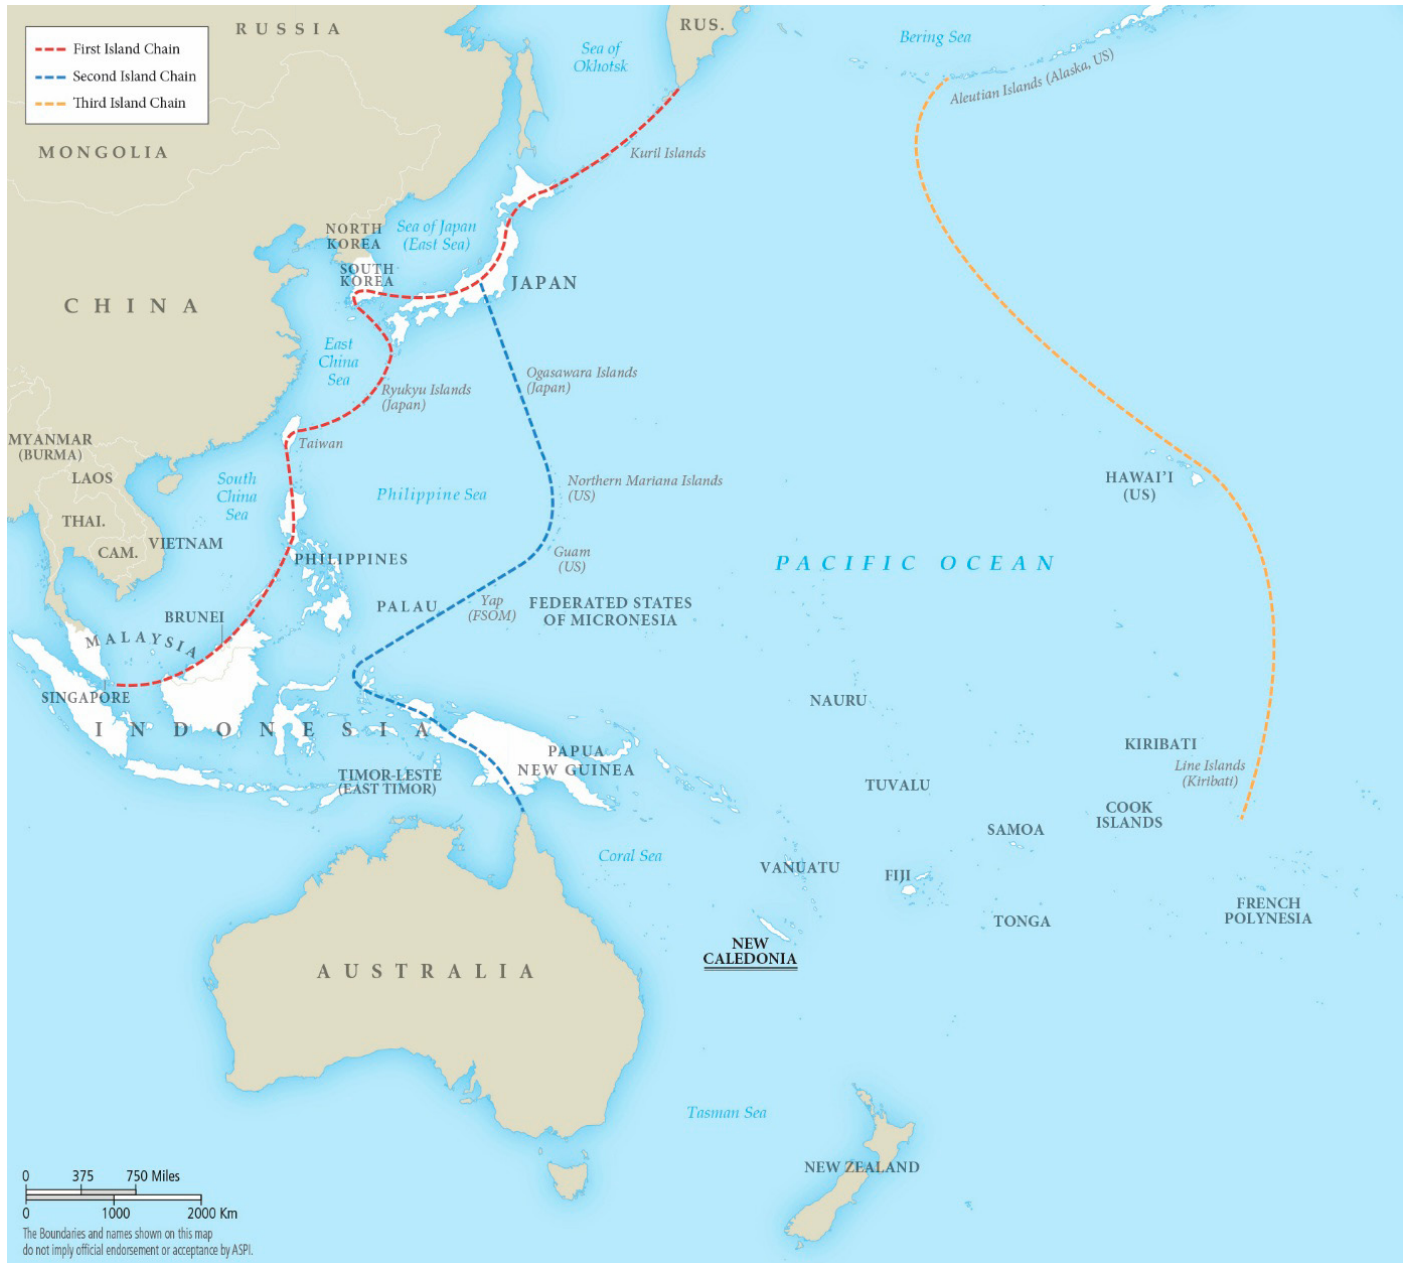 First Island Chain
Second Island Chain
Third Island Chain
RUSSIA
RUS.
Sea of
Okhotsk
Bering Sea
Aleutian Islands (Alaska, US)
MONGOLIA
Kuril Islands
NORTH
KOREA
Sea of Japan
(East Sea)
SOUTH
KOREA
JAPAN
CHINA
East
China
Sea
Ryukyu Islands
(Japan)
Ogasawara Islands
(Japan)
MYANMAR
(BURMA)
Taiwan
LAOS
South
China
Sea
Philippine Sea
Northern Mariana Islands
(US)
HAWAI'I
(US)
THAI.
CAM.
VIETNAM
PHILIPPINES
Guam
(US)
PACIFIC OCEAN
BRUNEI
PALAU
Yap
(FSOM)
FEDERATED STATES
OF MICRONESIA
MALAYSIA
SINGAPORE
INDONESIA
NAURU
PAPUA
NEW GUINEA
KIRIBATI
Line Islands
(Kiribati)
TIMOR-LESTE
(EAST TIMOR)
TUVALU
COOK
ISLANDS
SAMOA
Coral Sea
VANUATU
FIJI
FRENCH
POLYNESIA
TONGA
NEW
CALEDONIA
AUSTRALIA
Tasman Sea
NEW ZEALAND
0 375 750 Miles
0 1000 2000 Km
The Boundaries and names shown on this map
do not imply official endorsement or acceptance by ASPI.